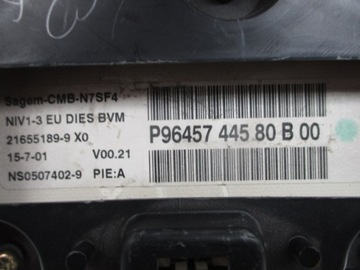 Sagem-CMB-N7SF4
NIV1-3 EU DIES BVM
21655189-9 X0
15-7-01 V00.21
NS0507402-9 PIE:A
P96457 445 80 B 00